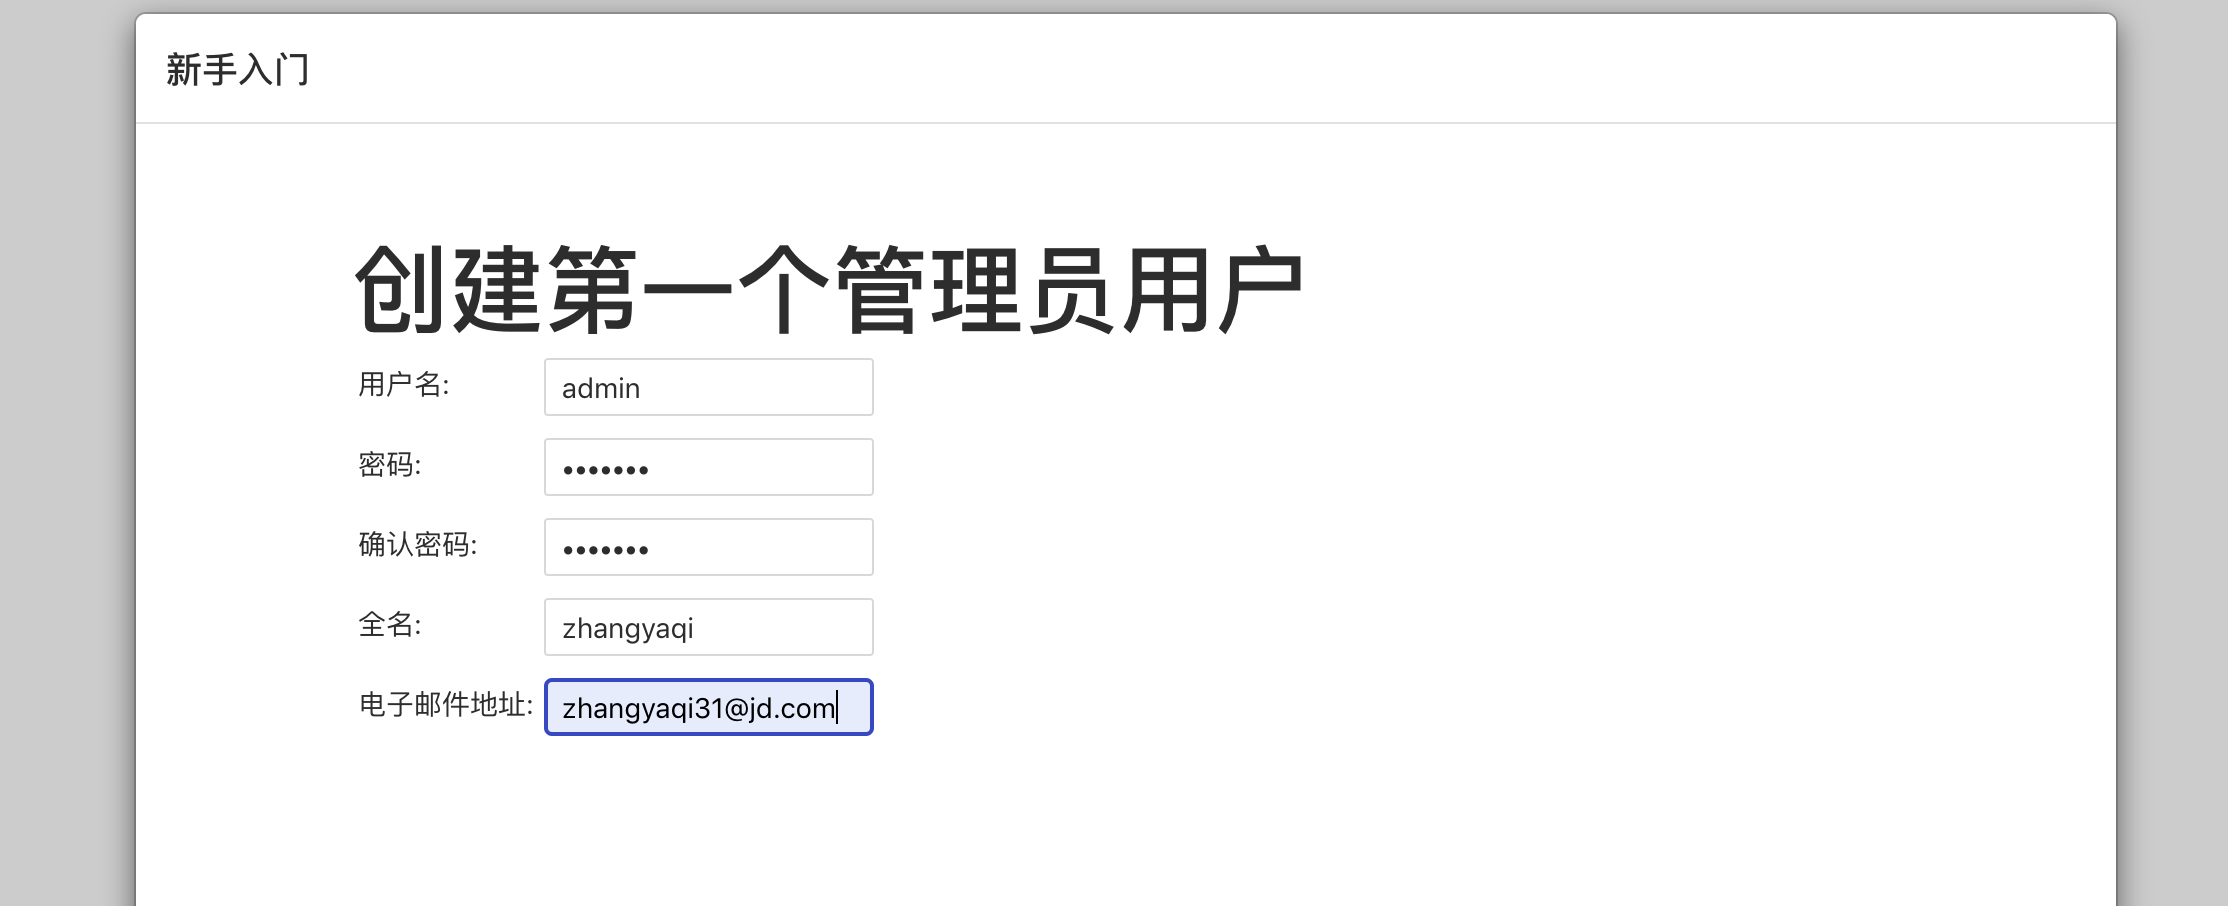 新手入门
创建第一个管理员用户
用户名: admin
密码: •••••••
确认密码: •••••••
全名: zhangyaqi
电子邮件地址: zhangyaqi31@jd.com